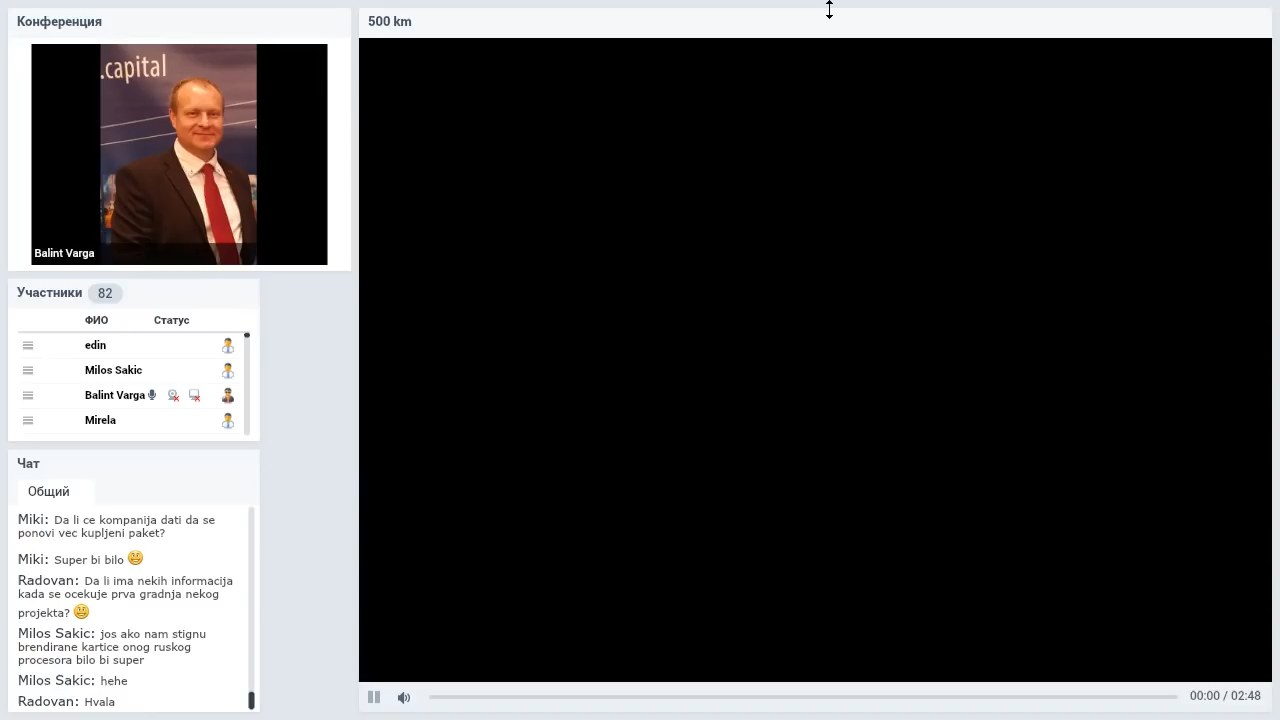 Конференция
.capital
Balint Varga
Участники 82
ФИО Статус
edin
Milos Sakic
Balint Varga
Mirela
Чат
Общий
Miki: Da li ce kompanija dati da se
ponovi vec kupljeni paket?
Miki: Super bi bilo
Radovan: Da li ima nekih informacija
kada se ocekuje prva gradnja nekog
projekta?
Milos Sakic: jos ako nam stignu
brendirane kartice onog ruskog
procesora bilo bi super
Milos Sakic: hehe
Radovan: Hvala
500 km
00:00 / 02:48